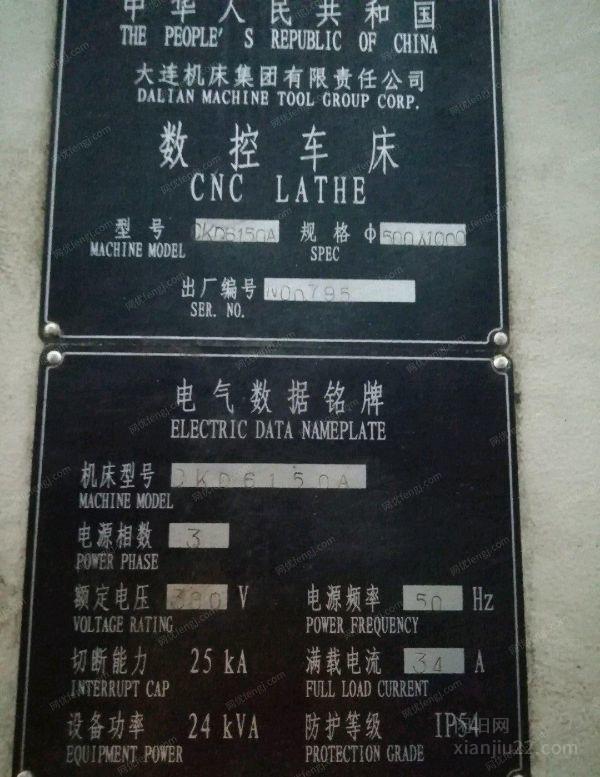 中华人民共和国
THE PEOPLE'S REPUBLIC OF CHINA
大连机床集团有限责任公司
DALIAN MACHINE TOOL GROUP CORP.
数控车床
CNC LATHE
型号 CKD6150A 规格 Φ 500X1000
MACHINE MODEL SPEC
出厂编号 N00795
SER. NO.
电气数据铭牌
ELECTRIC DATA NAMEPLATE
机床型号 CKD6150A
MACHINE MODEL
电源相数 3
POWER PHASE
额定电压 380 V 电源频率 50 Hz
VOLTAGE RATING POWER FREQUENCY
切断能力 25 kA 满载电流 34 A
INTERRUPT CAP FULL LOAD CURRENT
设备功率 24 kVA 防护等级 IP54
EQUIPMENT POWER PROTECTION GRADE
xianjiu22.com